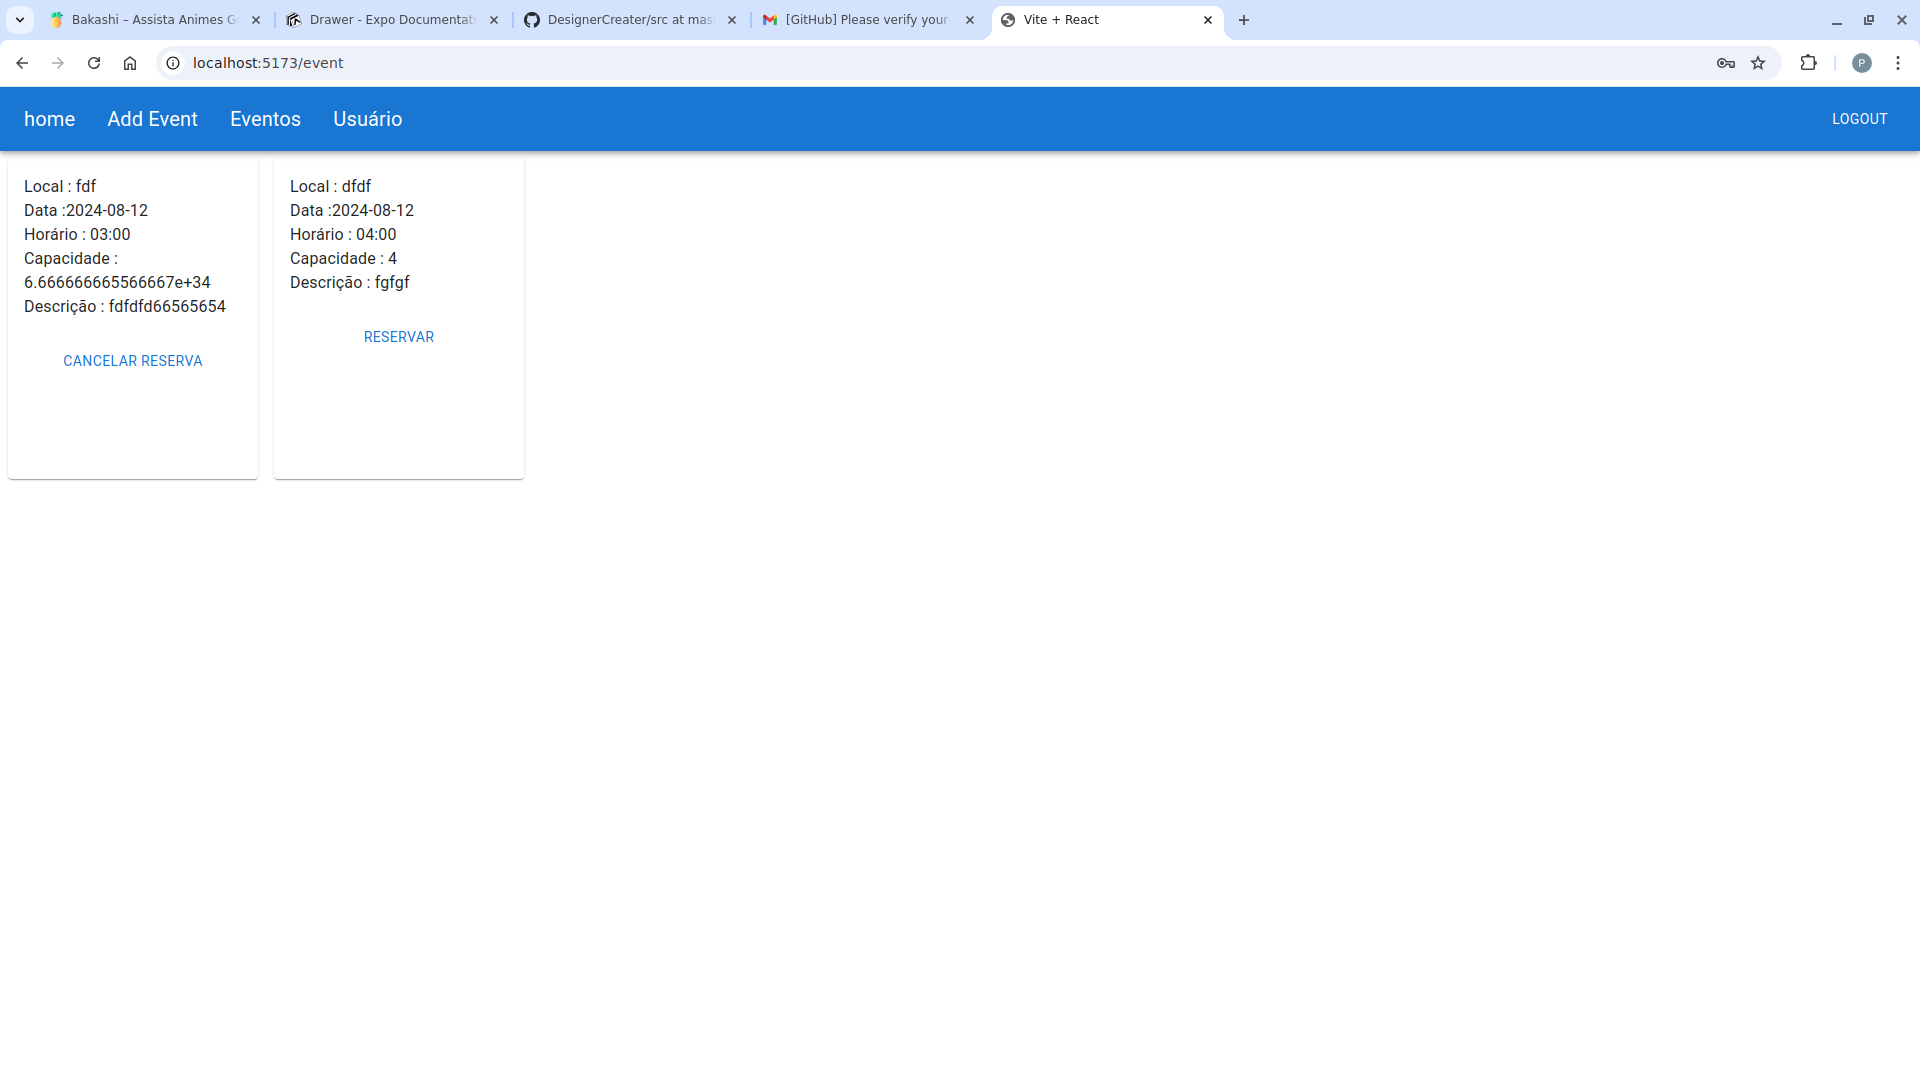 Bakashi – Assista Animes G
Drawer - Expo Documentati
DesignerCreater/src at mas
[GitHub] Please verify your
Vite + React
localhost:5173/event
P
home
Add Event
Eventos
Usuário
LOGOUT
Local : fdf
Data :2024-08-12
Horário : 03:00
Capacidade :
6.666666665566667e+34
Descrição : fdfdfd66565654
CANCELAR RESERVA
Local : dfdf
Data :2024-08-12
Horário : 04:00
Capacidade : 4
Descrição : fgfgf
RESERVAR